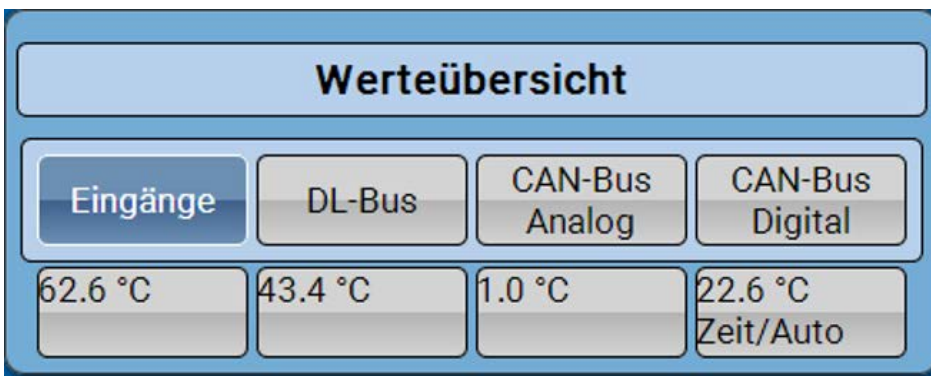 Werteübersicht
Eingänge
DL-Bus
CAN-Bus
Analog
CAN-Bus
Digital
62.6 °C
43.4 °C
1.0 °C
22.6 °C
Zeit/Auto